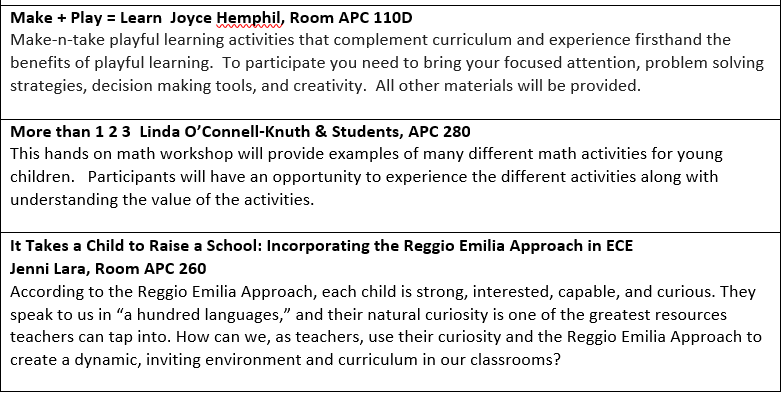 Make + Play = Learn  Joyce Hemphil, Room APC 110D
Make-n-take playful learning activities that complement curriculum and experience firsthand the
benefits of playful learning.  To participate you need to bring your focused attention, problem solving
strategies, decision making tools, and creativity.  All other materials will be provided.
More than 1 2 3  Linda O’Connell-Knuth & Students, APC 280
This hands on math workshop will provide examples of many different math activities for young
children.   Participants will have an opportunity to experience the different activities along with
understanding the value of the activities.
It Takes a Child to Raise a School: Incorporating the Reggio Emilia Approach in ECE
Jenni Lara, Room APC 260
According to the Reggio Emilia Approach, each child is strong, interested, capable, and curious. They
speak to us in “a hundred languages,” and their natural curiosity is one of the greatest resources
teachers can tap into. How can we, as teachers, use their curiosity and the Reggio Emilia Approach to
create a dynamic, inviting environment and curriculum in our classrooms?